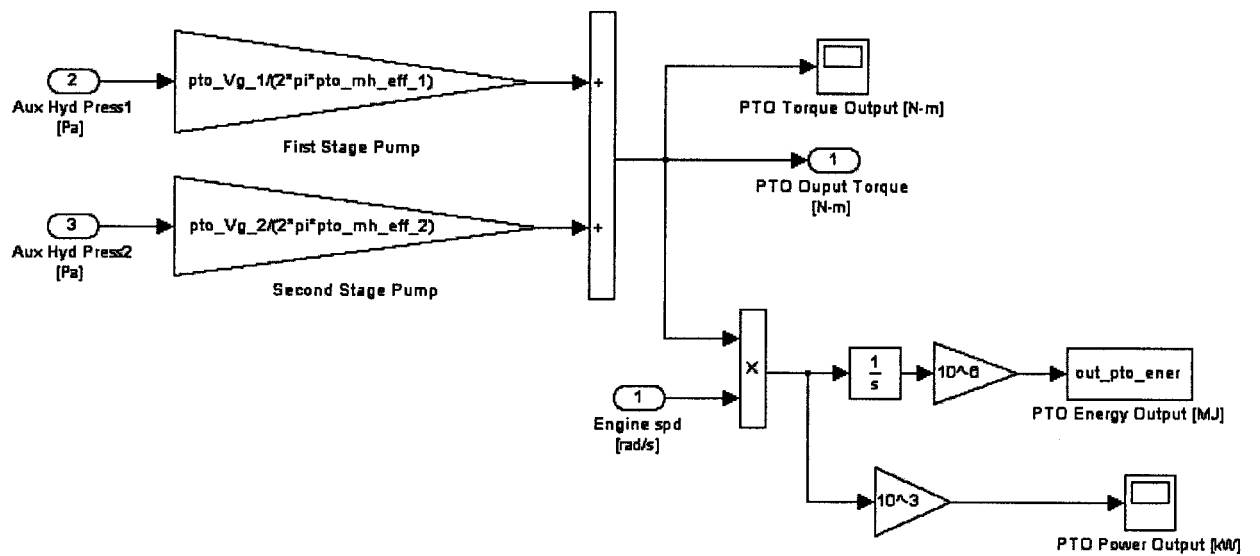 2
Aux Hyd Press1
[Pa]
pto_Vg_1/(2*pi*pto_mh_eff_1)
First Stage Pump
+
PTO Torque Output [N-m]
1
PTO Ouput Torque
[N-m]
3
Aux Hyd Press2
[Pa]
pto_Vg_2/(2*pi*pto_mh_eff_2)
Second Stage Pump
+
1
Engine spd
[rad/s]
X
1
s
10^6
out_pto_ener
PTO Energy Output [MJ]
10^3
PTO Power Output [kW]